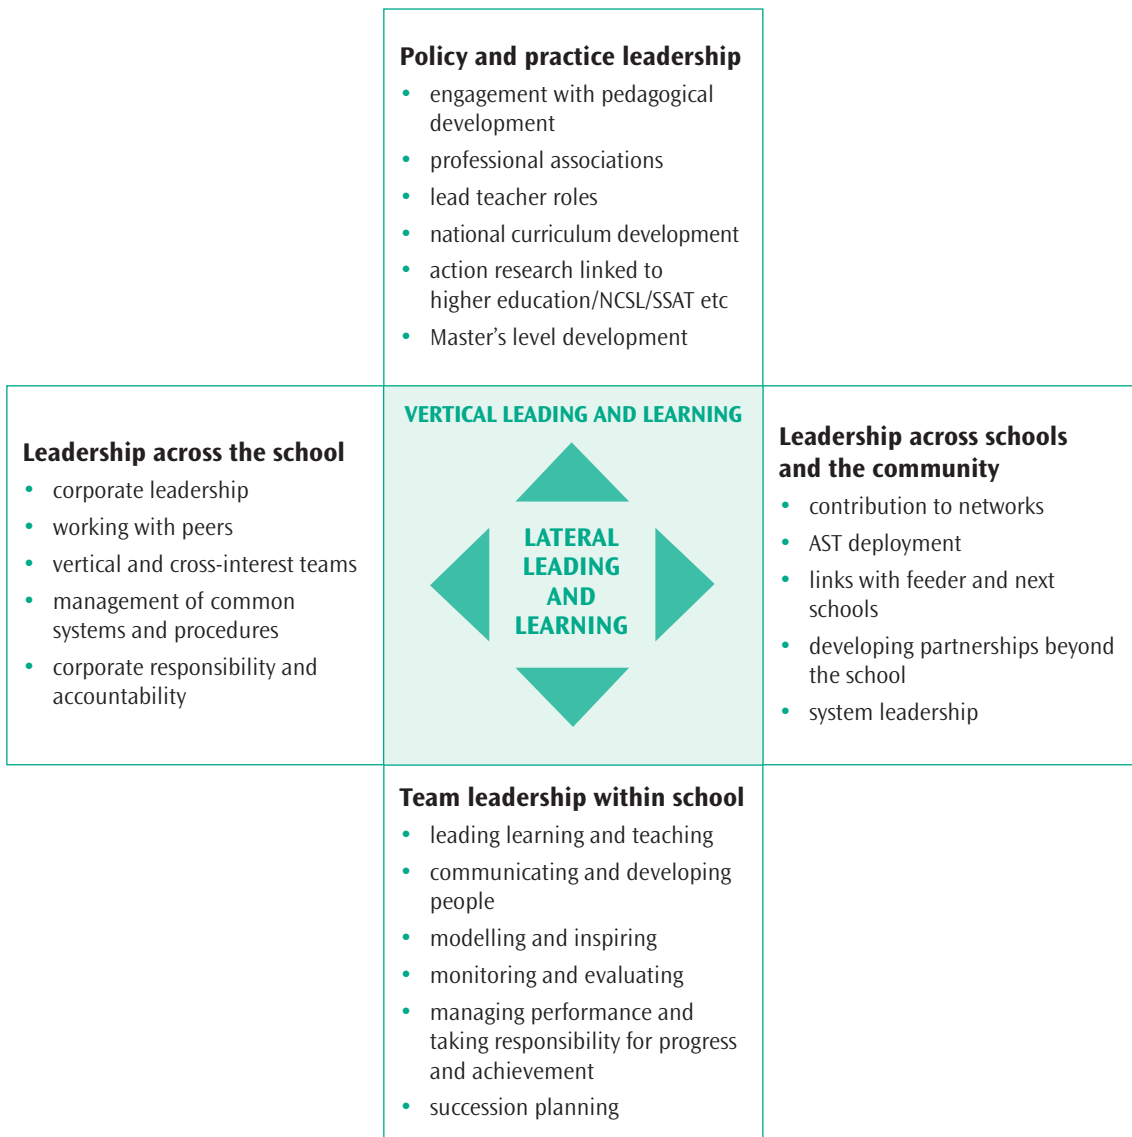 Policy and practice leadership
• engagement with pedagogical
development
• professional associations
• lead teacher roles
• national curriculum development
• action research linked to
higher education/NCSL/SSAT etc
• Master’s level development
Leadership across the school
• corporate leadership
• working with peers
• vertical and cross-interest teams
• management of common
systems and procedures
• corporate responsibility and
accountability
VERTICAL LEADING AND LEARNING
LATERAL
LEADING
AND
LEARNING
Leadership across schools
and the community
• contribution to networks
• AST deployment
• links with feeder and next
schools
• developing partnerships beyond
the school
• system leadership
Team leadership within school
• leading learning and teaching
• communicating and developing
people
• modelling and inspiring
• monitoring and evaluating
• managing performance and
taking responsibility for progress
and achievement
• succession planning